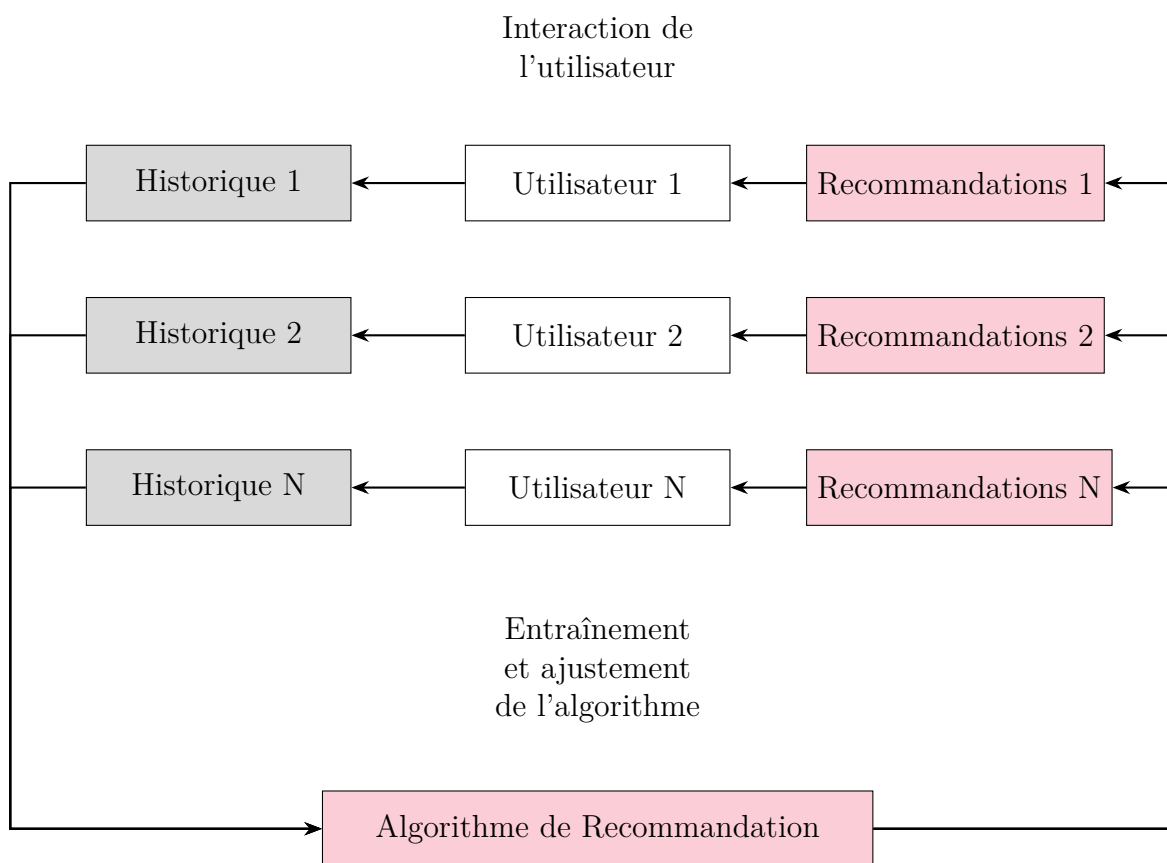 Interaction de
l'utilisateur
Historique 1
Utilisateur 1
Recommandations 1
Historique 2
Utilisateur 2
Recommandations 2
Historique N
Utilisateur N
Recommandations N
Entraînement
et ajustement
de l'algorithme
Algorithme de Recommandation